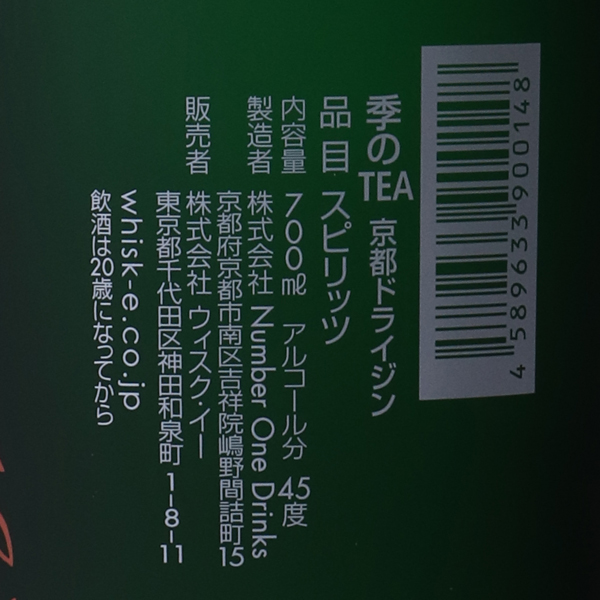 季のTEA 京都ドライジン
品目 スピリッツ
内容量 700ml アルコール分 45度
製造者 株式会社 Number One Drinks
京都府京都市南区吉祥院嶋野間詰町15
販売者 株式会社 ウィスク・イー
東京都千代田区神田和泉町 1-8-11
whisk-e.co.jp
飲酒は20歳になってから
4 589633 900148